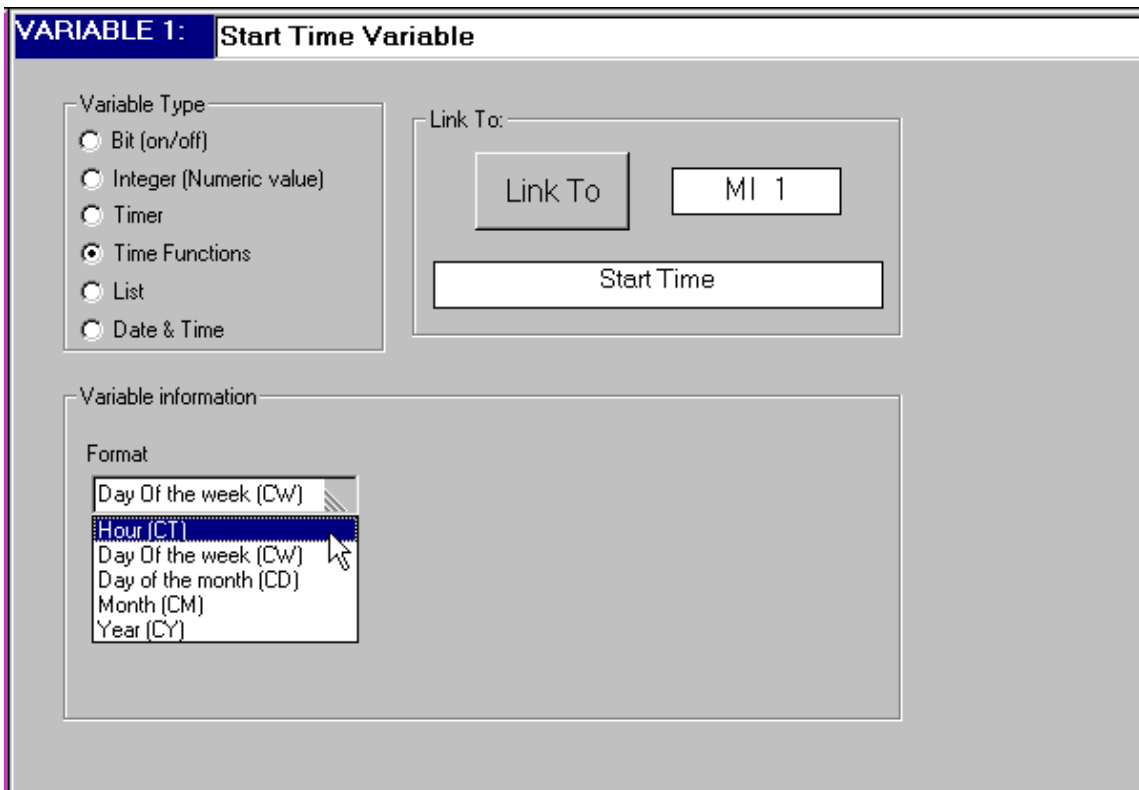 VARIABLE 1: Start Time Variable
Variable Type
Bit (on/off)
Integer (Numeric value)
Timer
Time Functions
List
Date & Time
Link To:
Link To MI 1
Start Time
Variable information
Format
Day Of the week (CW)
Hour (CT)
Day Of the week (CW)
Day of the month (CD)
Month (CM)
Year (CY)